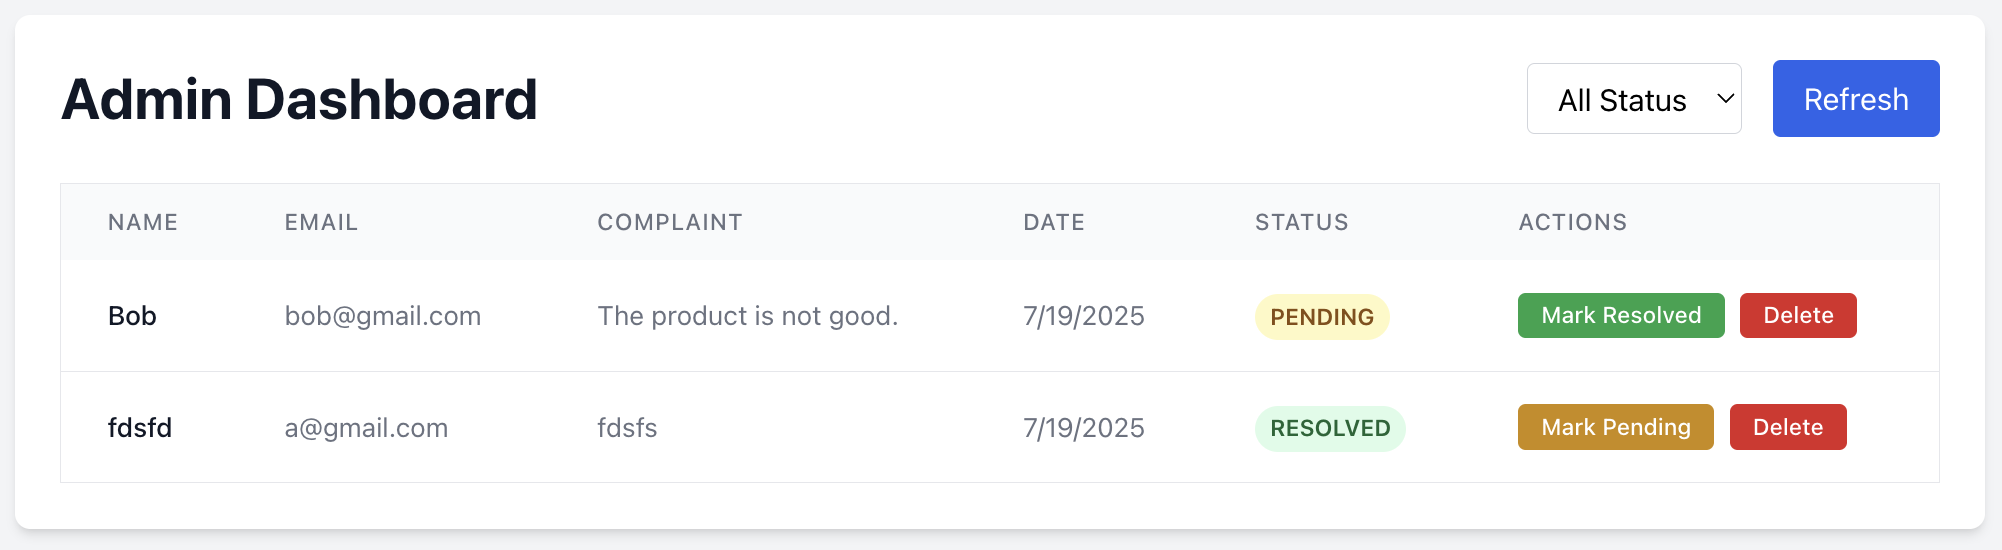 Admin Dashboard
All Status
Refresh
NAME EMAIL COMPLAINT DATE STATUS ACTIONS
Bob bob@gmail.com The product is not good. 7/19/2025 PENDING Mark Resolved Delete
fdsfd a@gmail.com fdsfs 7/19/2025 RESOLVED Mark Pending Delete